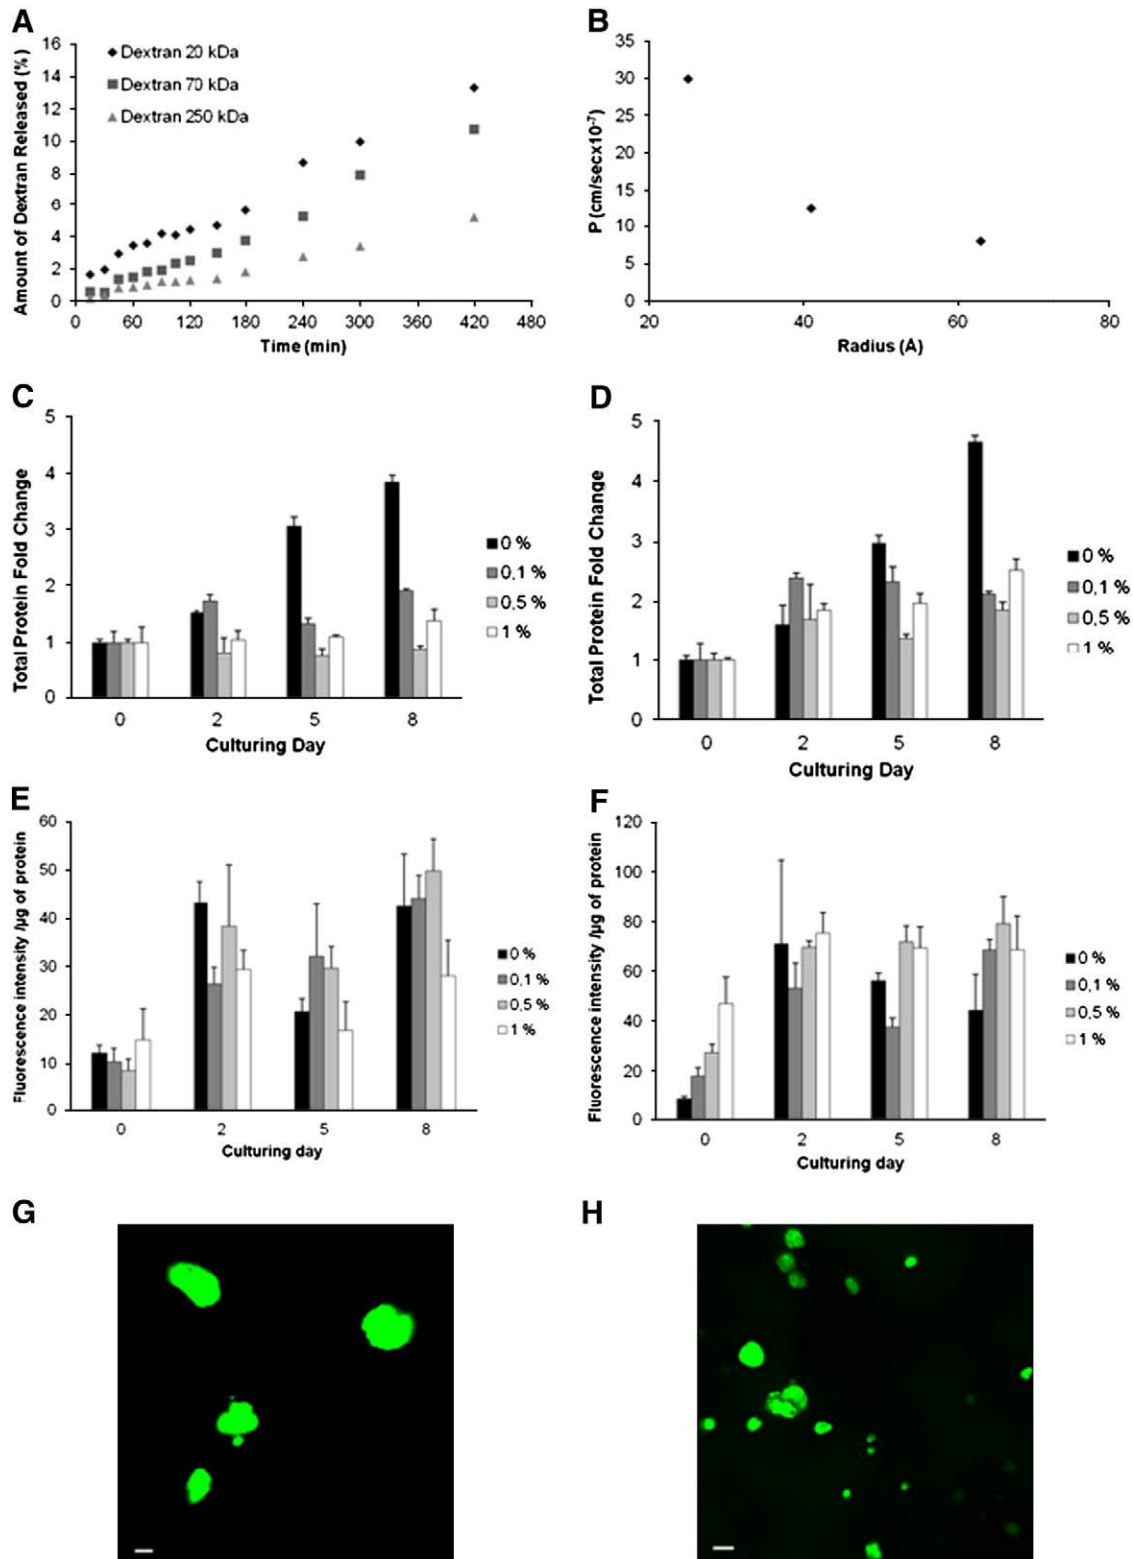 A
Amount of Dextran Released (%)
16
14
12
10
8
6
4
2
0
Dextran 20 kDa
Dextran 70 kDa
Dextran 250 kDa
0 60 120 180 240 300 360 420 480
Time (min)
B
P (cm/secx10-7)
35
30
25
20
15
10
5
0
20 40 60 80
Radius (Å)
C
Total Protein Fold Change
5
4
3
2
1
0
0 2 5 8
Culturing Day
0 %
0,1 %
0,5 %
1 %
D
Total Protein Fold Change
5
4
3
2
1
0
0 2 5 8
Culturing Day
0 %
0,1 %
0,5 %
1 %
E
Fluorescence intensity /µg of protein
60
50
40
30
20
10
0
0 2 5 8
Culturing day
0 %
0,1 %
0,5 %
1 %
F
Fluorescence intensity /µg of protein
120
100
80
60
40
20
0
0 2 5 8
Culturing day
0 %
0,1 %
0,5 %
1 %
G
H